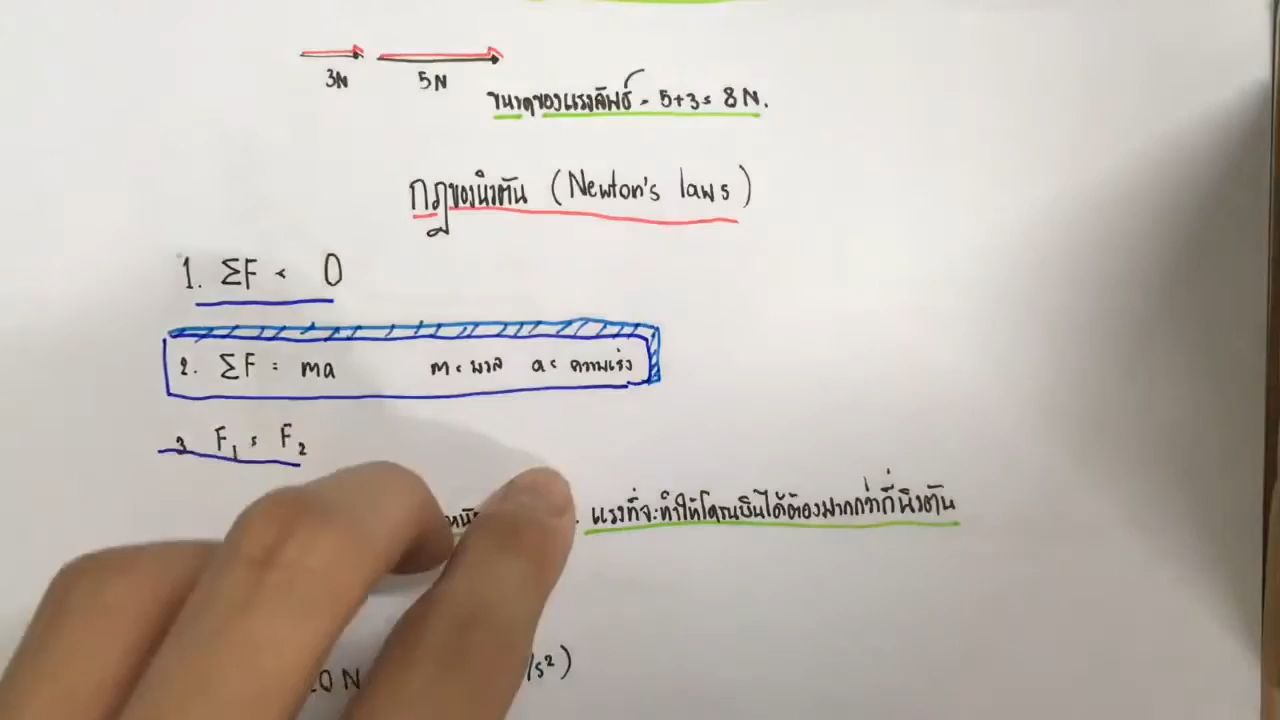 3N 5N
ขนาดของแรงลัพธ์ = 5+3 = 8 N.
กฎของนิวตัน (Newton's laws)
1. ΣF = 0
2. ΣF = ma m = มวล a = ความเร่ง
3. F₁ = F₂
แรงที่จะทำให้โดรนบินได้ต้องมากกว่ากี่นิวตัน
0 N /s²)